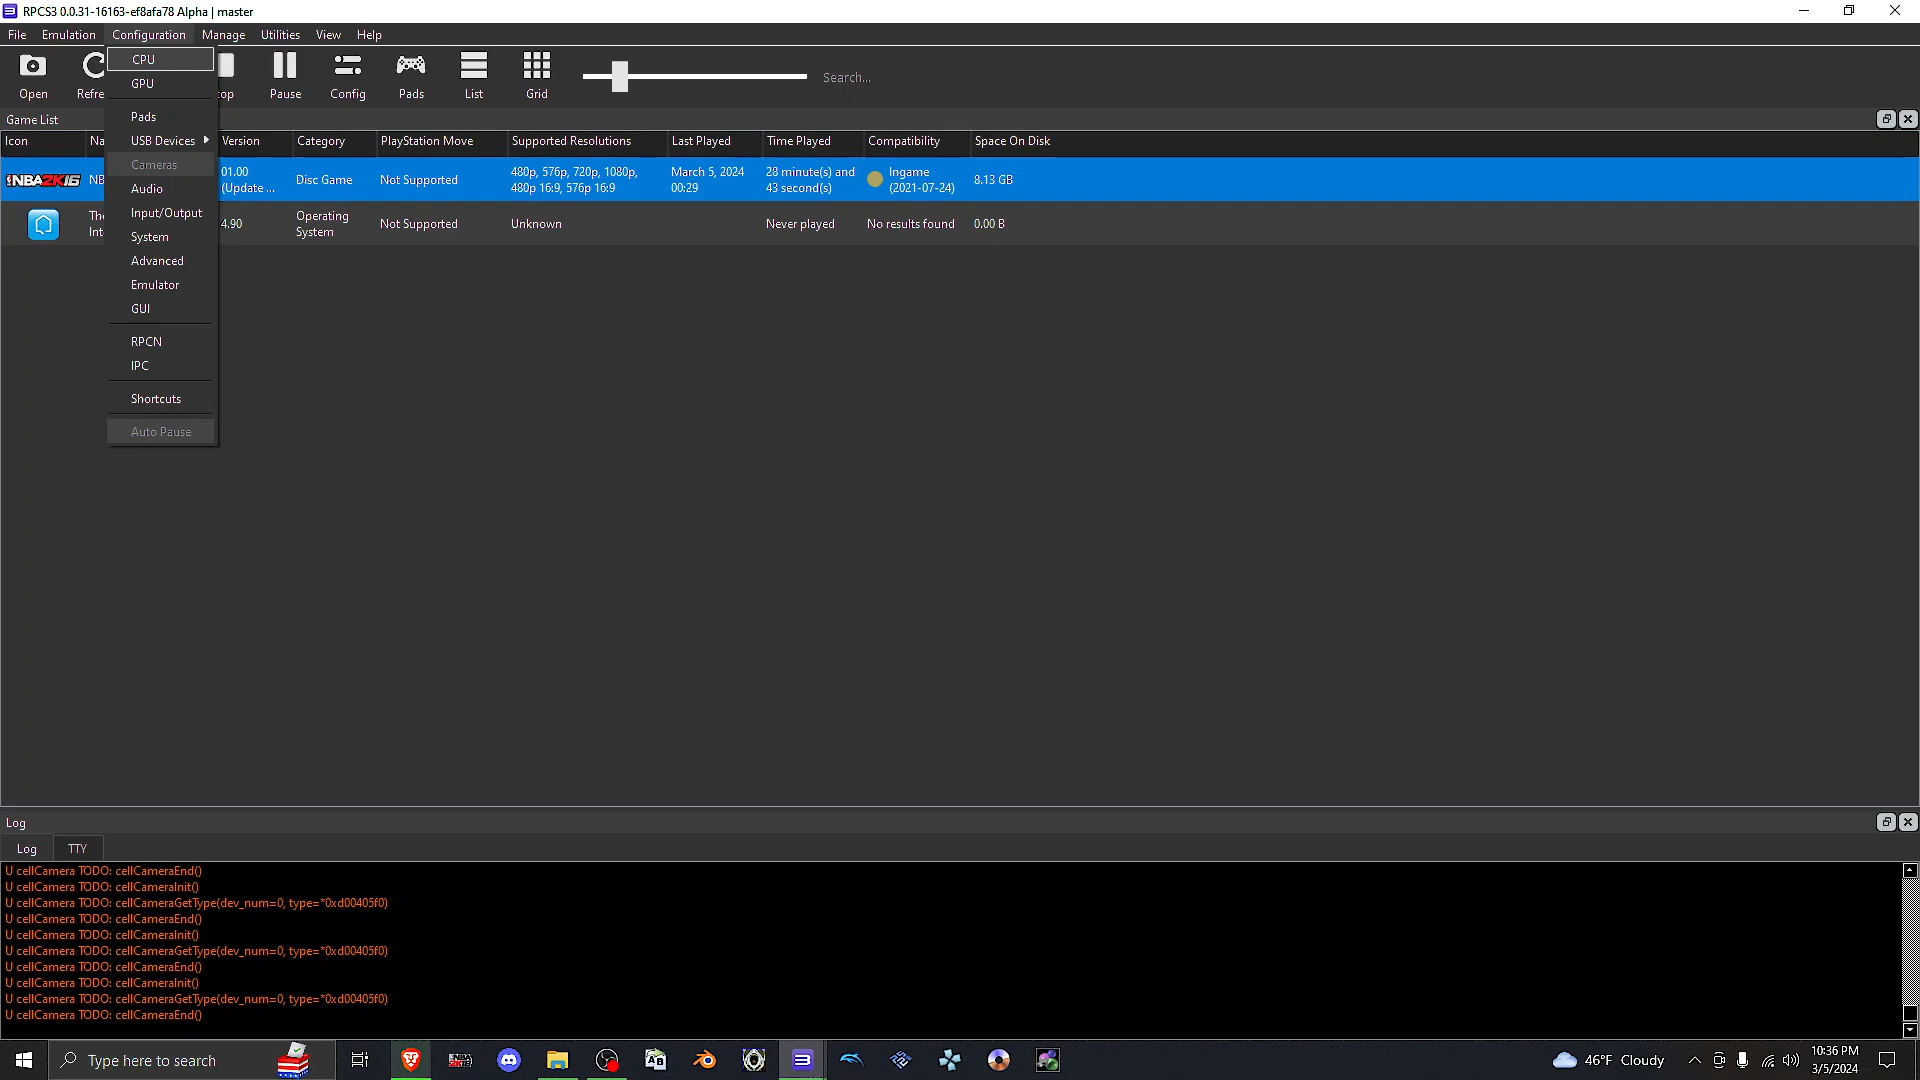 RPCS3 0.0.31-16163-ef8afa78 Alpha | master
File Emulation Configuration Manage Utilities View Help
CPU
GPU
Pads
USB Devices
Cameras
Audio
Input/Output
System
Advanced
Emulator
GUI
RPCN
IPC
Shortcuts
Auto Pause
Open Refre op Pause Config Pads List Grid Search...
Game List
Icon Na Version Category PlayStation Move Supported Resolutions Last Played Time Played Compatibility Space On Disk
NBA2K16 NB 01.00 (Update ... Disc Game Not Supported 480p, 576p, 720p, 1080p, 480p 16:9, 576p 16:9 March 5, 2024 00:29 28 minute(s) and 43 second(s) Ingame (2021-07-24) 8.13 GB
The Int 4.90 Operating System Not Supported Unknown Never played No results found 0.00 B
Log
Log TTY
U cellCamera TODO: cellCameraEnd()
U cellCamera TODO: cellCameraInit()
U cellCamera TODO: cellCameraGetType(dev_num=0, type=*0xd00405f0)
U cellCamera TODO: cellCameraEnd()
U cellCamera TODO: cellCameraInit()
U cellCamera TODO: cellCameraGetType(dev_num=0, type=*0xd00405f0)
U cellCamera TODO: cellCameraEnd()
U cellCamera TODO: cellCameraInit()
U cellCamera TODO: cellCameraGetType(dev_num=0, type=*0xd00405f0)
U cellCamera TODO: cellCameraEnd()
Type here to search
46°F Cloudy
10:36 PM
3/5/2024